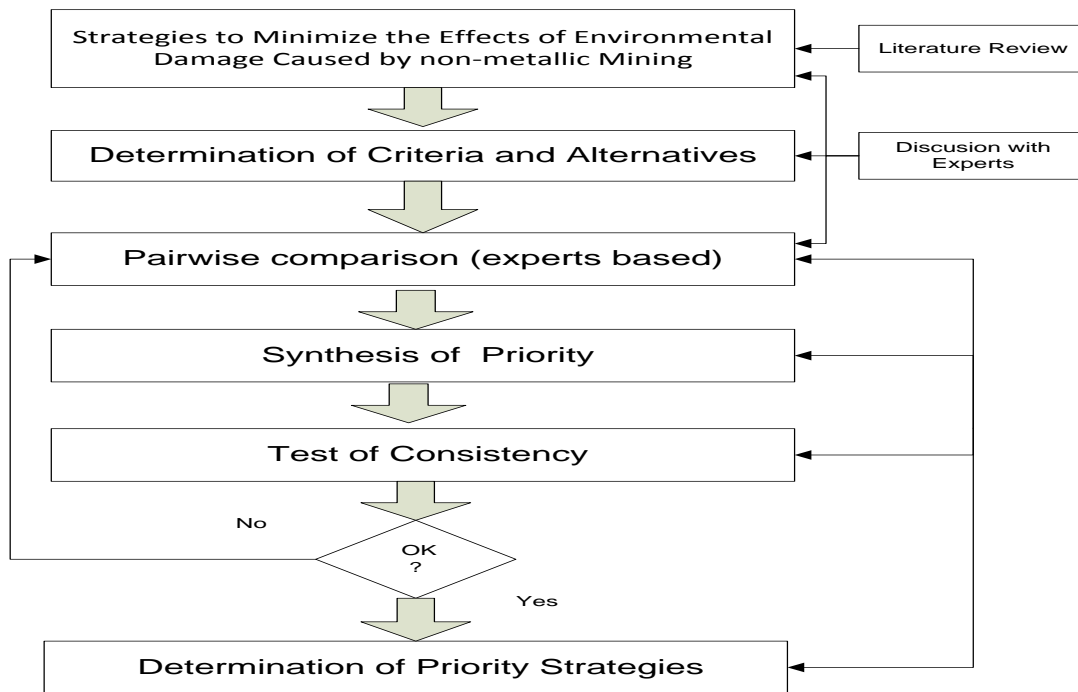 Strategies to Minimize the Effects of Environmental
Damage Caused by non-metallic Mining
Literature Review
Determination of Criteria and Alternatives
Discusion with
Experts
Pairwise comparison (experts based)
Synthesis of Priority
Test of Consistency
No
OK
?
Yes
Determination of Priority Strategies